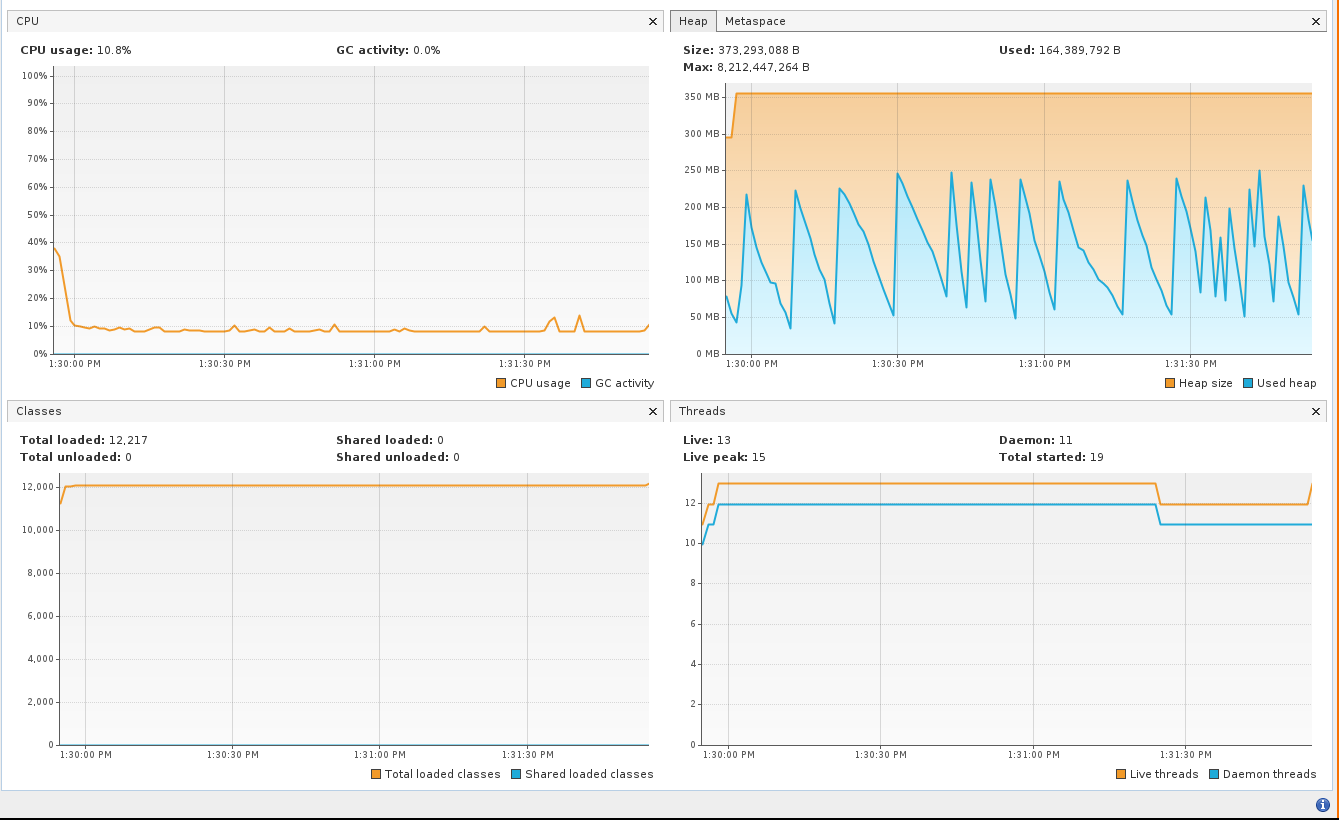 CPU
CPU usage: 10.8% GC activity: 0.0%
100%
90%
80%
70%
60%
50%
40%
30%
20%
10%
0%
1:30:00 PM 1:30:30 PM 1:31:00 PM 1:31:30 PM
CPU usage GC activity
Heap Metaspace
Size: 373,293,088 B Used: 164,389,792 B
Max: 8,212,447,264 B
350 MB
300 MB
250 MB
200 MB
150 MB
100 MB
50 MB
0 MB
1:30:00 PM 1:30:30 PM 1:31:00 PM 1:31:30 PM
Heap size Used heap
Classes
Total loaded: 12,217 Shared loaded: 0
Total unloaded: 0 Shared unloaded: 0
12,000
10,000
8,000
6,000
4,000
2,000
0
1:30:00 PM 1:30:30 PM 1:31:00 PM 1:31:30 PM
Total loaded classes Shared loaded classes
Threads
Live: 13 Daemon: 11
Live peak: 15 Total started: 19
12
10
8
6
4
2
0
1:30:00 PM 1:30:30 PM 1:31:00 PM 1:31:30 PM
Live threads Daemon threads